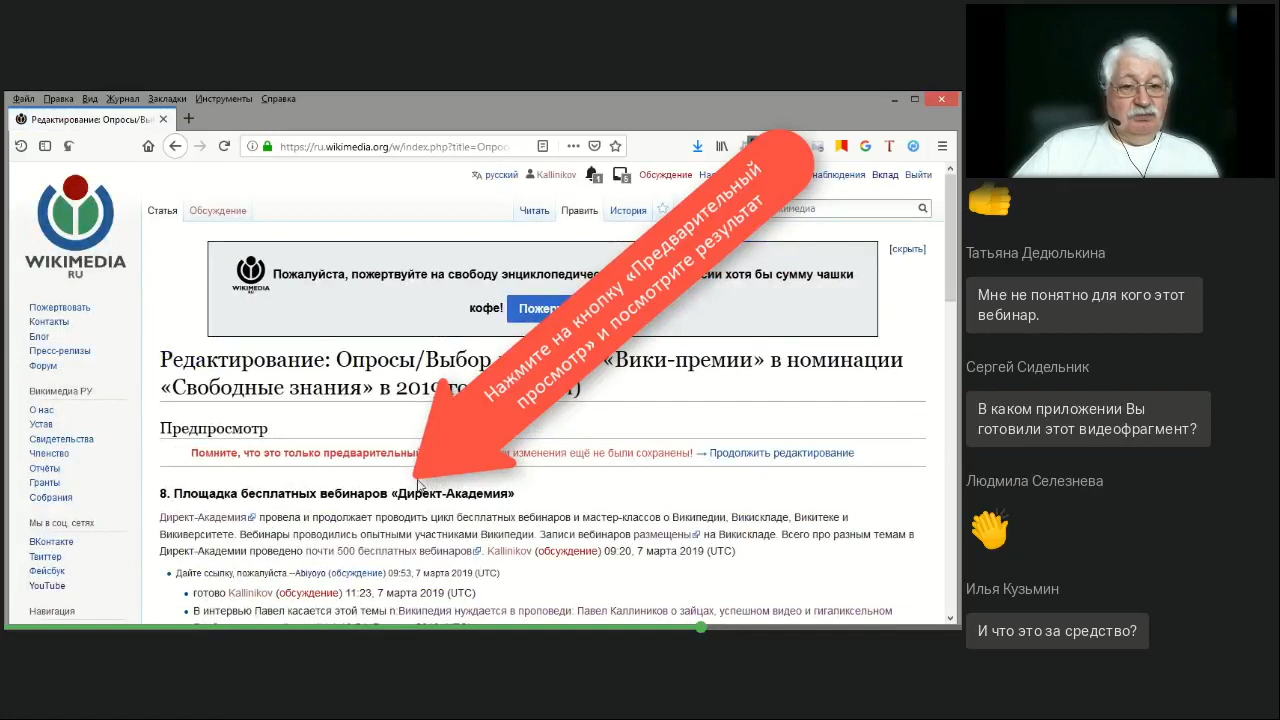 Файл Правка Вид Журнал Закладки Инструменты Справка
Редактирование: Опросы/Вы
https://ru.wikimedia.org/w/index.php?title=Опрос
русский Kallinikov 1 5 Обсуждение наблюдения Вклад Выйти
Статья Обсуждение Читать Править История
WIKIMEDIA
RU
[скрыть]
Пожалуйста, пожертвуйте на свободу хотя бы сумму чашки
кофе!
Редактирование: Опросы/Выбор «Вики-премии» в номинации
«Свободные знания» в 2019
Предпросмотр
Помните, что это только изменения ещё не были сохранены! → Продолжить редактирование
8. Площадка бесплатных вебинаров «Директ-Академия»
Директ-Академия провела и продолжает проводить цикл бесплатных вебинаров и мастер-классов о Википедии, Викискладе, Викитеке и
Викиверситете. Вебинары проводились опытными участниками Википедии. Записи вебинаров размещены на Викискладе. Всего про разным темам в
Директ-Академии проведено почти 500 бесплатных вебинаров. Kallinikov (обсуждение) 09:20, 7 марта 2019 (UTC)
Дайте ссылку, пожалуйста.--Abiyoyo (обсуждение) 09:53, 7 марта 2019 (UTC)
готово Kallinikov (обсуждение) 11:23, 7 марта 2019 (UTC)
В интервью Павел касается этой темы n:Википедия нуждается в проповеди: Павел Каллиников о зайцах, успешном видео и гигапиксельном
Пожертвовать
Контакты
Блог
Пресс-релизы
Форум
Викимедиа РУ
О нас
Устав
Свидетельства
Членство
Отчёты
Гранты
Собрания
Мы в соц. сетях
ВКонтакте
Твиттер
Фейсбук
YouTube
Навигация
Нажмите на кнопку «Предварительный
просмотр» и посмотрите результат
Татьяна Дедюлькина
Мне не понятно для кого этот
вебинар.
Сергей Сидельник
В каком приложении Вы
готовили этот видеофрагмент?
Людмила Селезнева
Илья Кузьмин
И что это за средство?